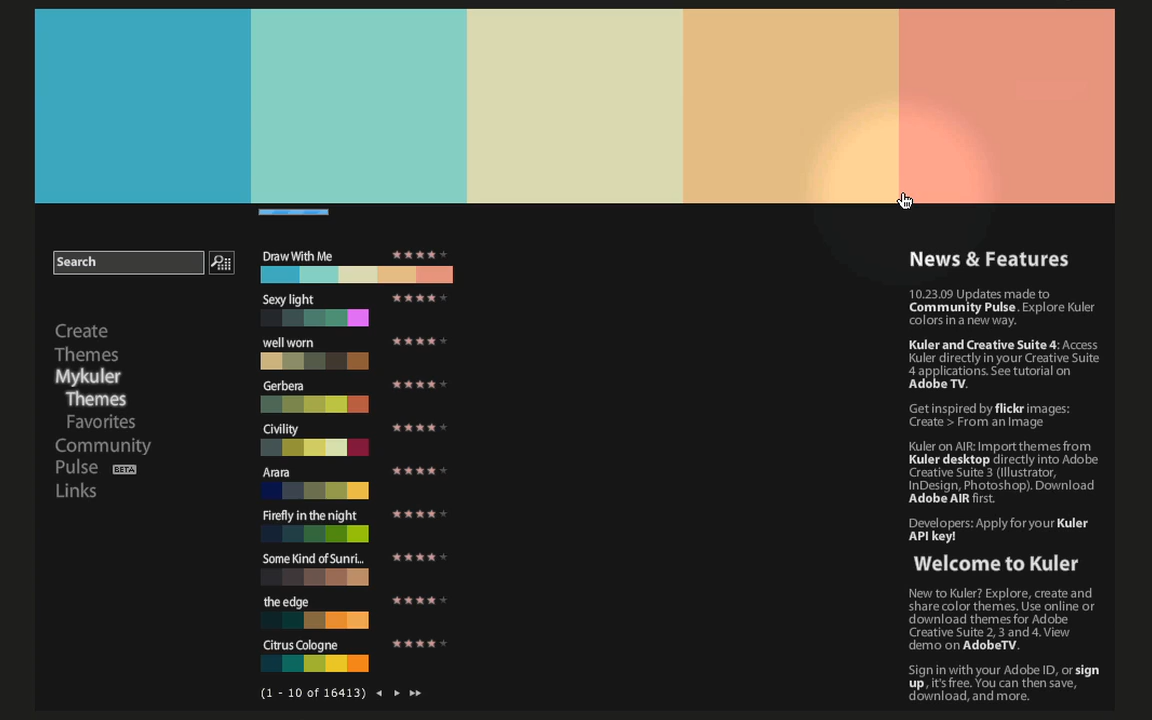 Search
Create
Themes
Mykuler
Themes
Favorites
Community
Pulse BETA
Links
Draw With Me
Sexy light
well worn
Gerbera
Civility
Arara
Firefly in the night
Some Kind of Sunri...
the edge
Citrus Cologne
(1 - 10 of 16413)
News & Features
10.23.09 Updates made to
Community Pulse. Explore Kuler
colors in a new way.
Kuler and Creative Suite 4: Access
Kuler directly in your Creative Suite
4 applications. See tutorial on
Adobe TV.
Get inspired by flickr images:
Create > From an Image
Kuler on AIR: Import themes from
Kuler desktop directly into Adobe
Creative Suite 3 (Illustrator,
InDesign, Photoshop). Download
Adobe AIR first.
Developers: Apply for your Kuler
API key!
Welcome to Kuler
New to Kuler? Explore, create and
share color themes. Use online or
download themes for Adobe
Creative Suite 2, 3 and 4. View
demo on AdobeTV.
Sign in with your Adobe ID, or sign
up, it's free. You can then save,
download, and more.